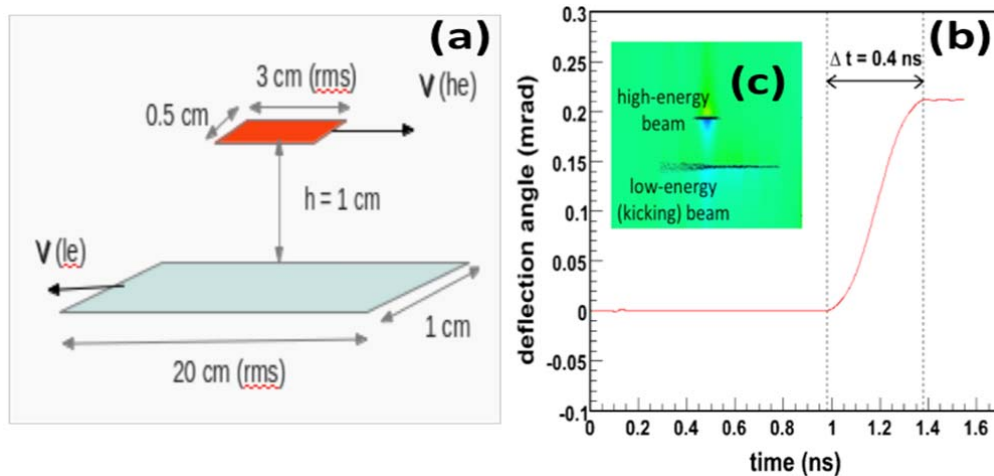 (a)
3 cm (rms)
V (he)
0.5 cm
h = 1 cm
V (le)
1 cm
20 cm (rms)
(b)
Δ t = 0.4 ns
(c)
high-energy
beam
low-energy
(kicking) beam
deflection angle (mrad)
0.3
0.25
0.2
0.15
0.1
0.05
0
-0.05
-0.1
0 0.2 0.4 0.6 0.8 1 1.2 1.4 1.6
time (ns)